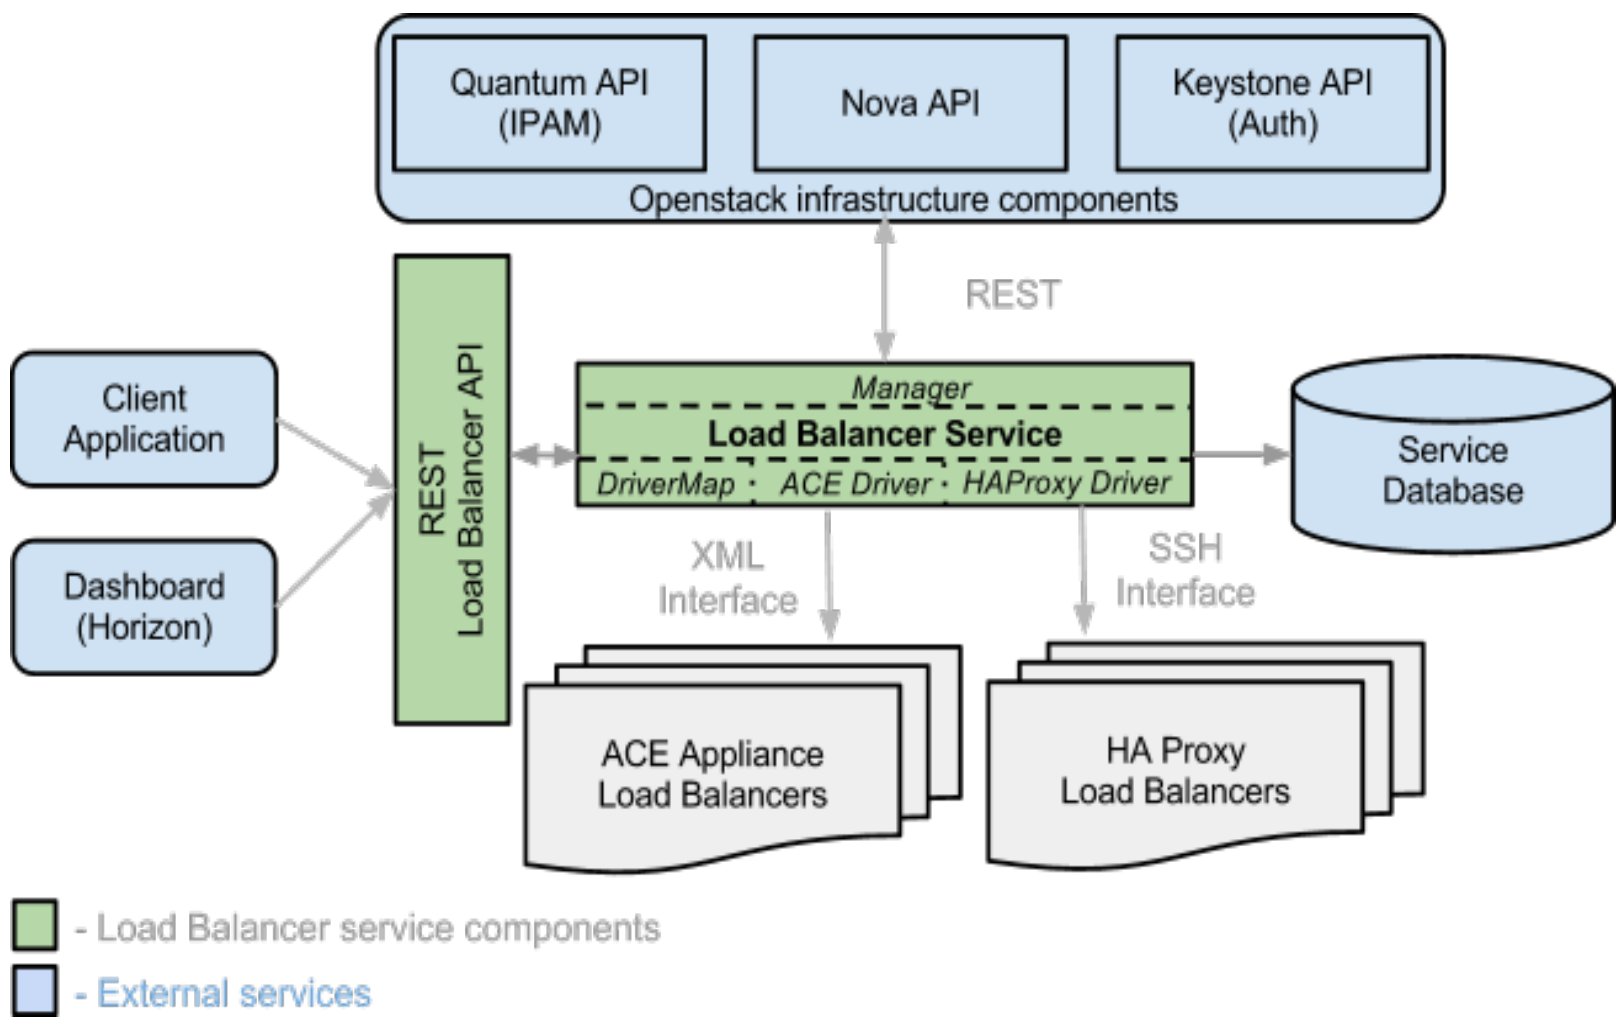 Quantum API
(IPAM)
Nova API
Keystone API
(Auth)
Openstack infrastructure components
REST
REST
Load Balancer API
Client
Application
Dashboard
(Horizon)
Manager
Load Balancer Service
DriverMap
ACE Driver
HAProxy Driver
Service
Database
XML
Interface
SSH
Interface
ACE Appliance
Load Balancers
HA Proxy
Load Balancers
- Load Balancer service components
- External services